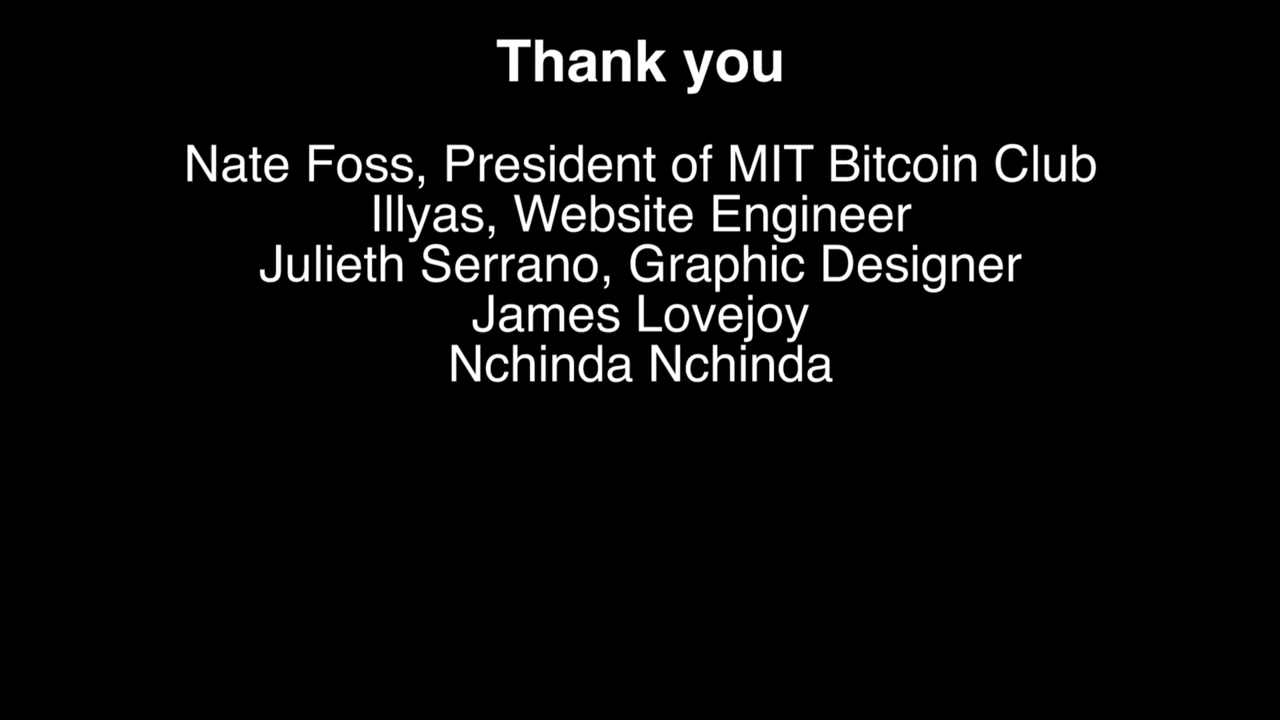 Thank you
Nate Foss, President of MIT Bitcoin Club
Illyas, Website Engineer
Julieth Serrano, Graphic Designer
James Lovejoy
Nchinda Nchinda